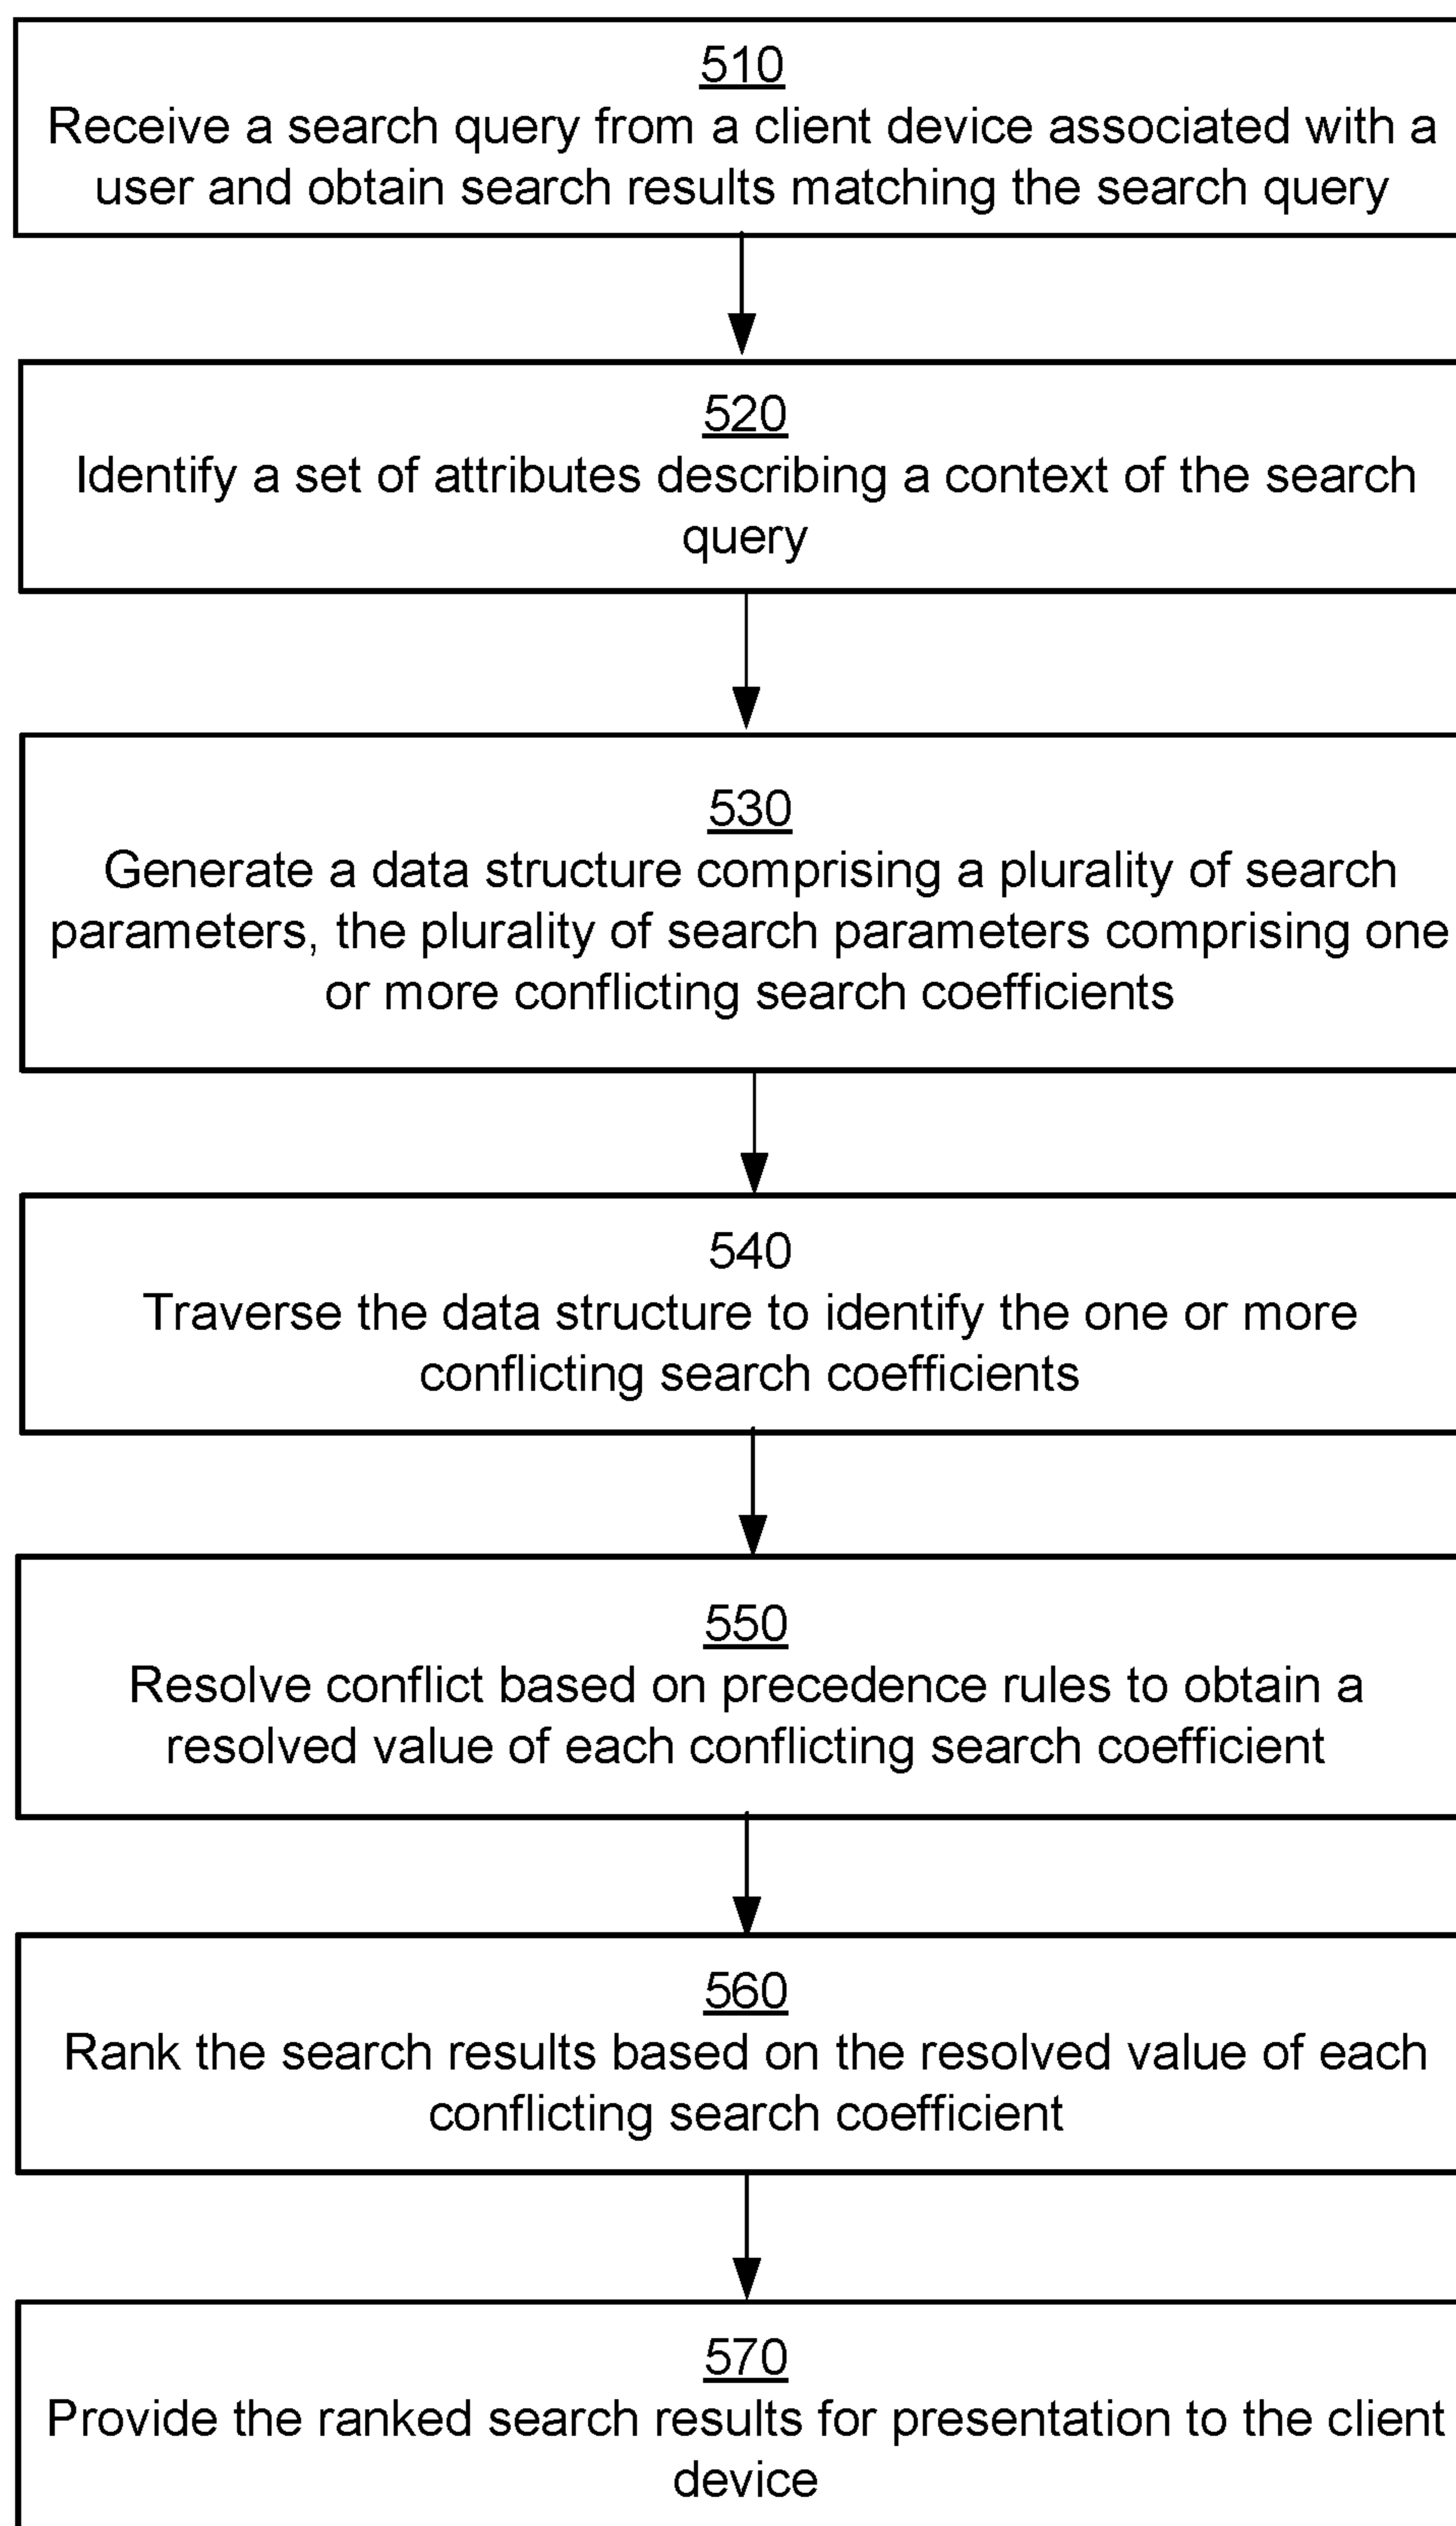 510
Receive a search query from a client device associated with a
user and obtain search results matching the search query
520
Identify a set of attributes describing a context of the search
query
530
Generate a data structure comprising a plurality of search
parameters, the plurality of search parameters comprising one
or more conflicting search coefficients
540
Traverse the data structure to identify the one or more
conflicting search coefficients
550
Resolve conflict based on precedence rules to obtain a
resolved value of each conflicting search coefficient
560
Rank the search results based on the resolved value of each
conflicting search coefficient
570
Provide the ranked search results for presentation to the client
device